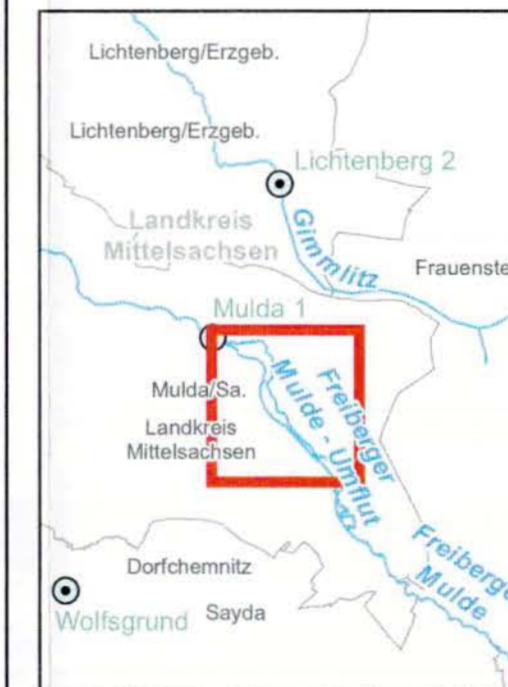 Lichtenberg/Erzgeb.
Lichtenberg/Erzgeb.
Lichtenberg 2
Landkreis
Mittelsachsen
Gimmlitz
Frauenste
Mulda 1
Mulda/Sa.
Landkreis
Mittelsachsen
Freiberger
Mulde - Umflut
Freiberge
Mulde
Dorfchemnitz
Wolfsgrund
Sayda